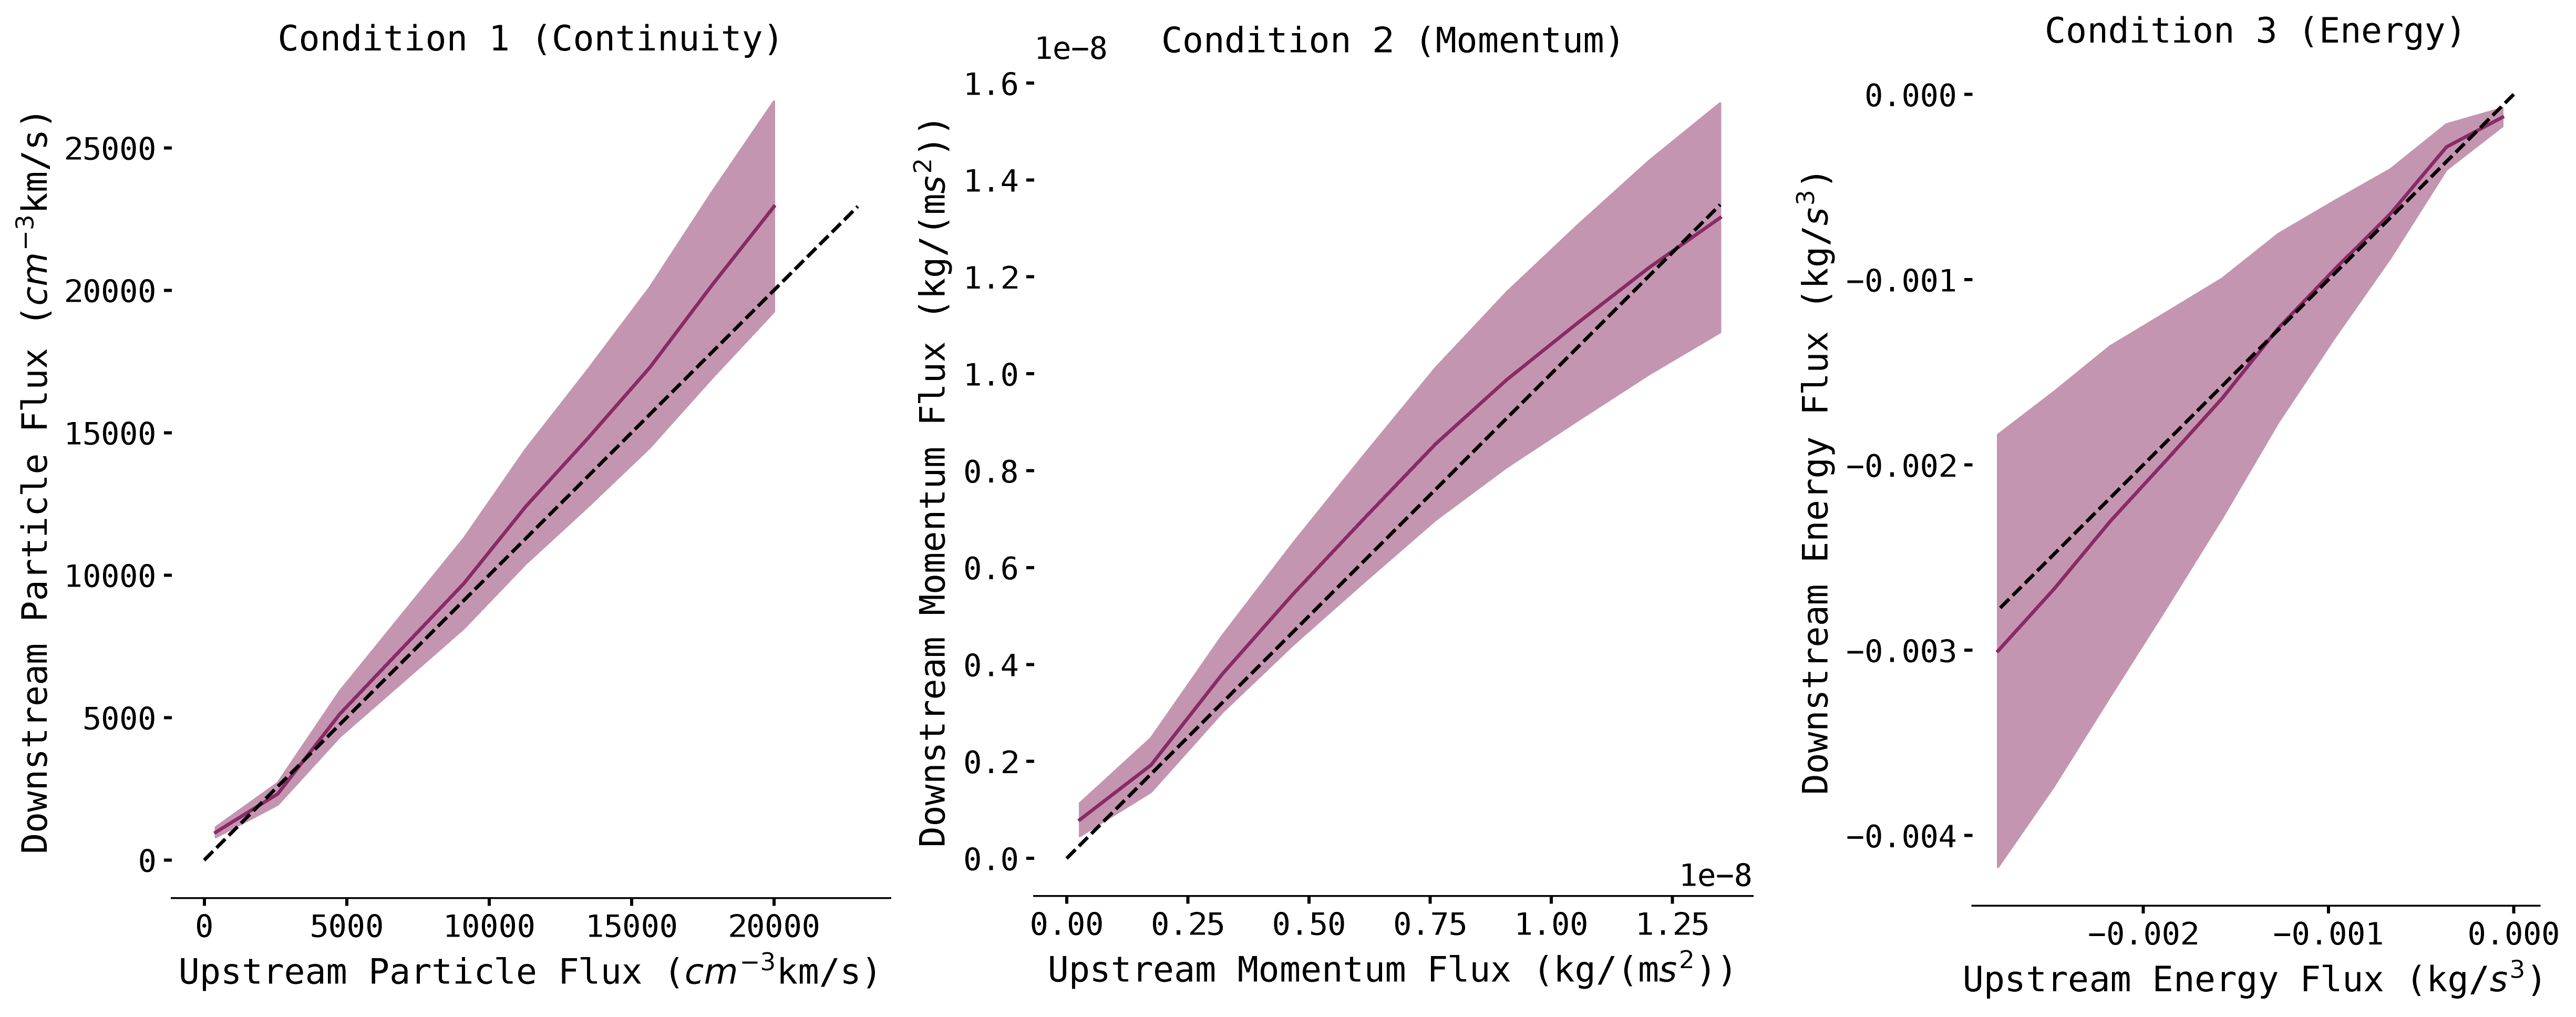 Condition 1 (Continuity)
Downstream Particle Flux (cm⁻³km/s)
25000
20000
15000
10000
5000
0
0 5000 10000 15000 20000
Upstream Particle Flux (cm⁻³km/s)
Condition 2 (Momentum)
1e−8
Downstream Momentum Flux (kg/(ms²))
1.6
1.4
1.2
1.0
0.8
0.6
0.4
0.2
0.0
1e−8
0.00 0.25 0.50 0.75 1.00 1.25
Upstream Momentum Flux (kg/(ms²))
Condition 3 (Energy)
Downstream Energy Flux (kg/s³)
0.000
−0.001
−0.002
−0.003
−0.004
−0.002 −0.001 0.000
Upstream Energy Flux (kg/s³)